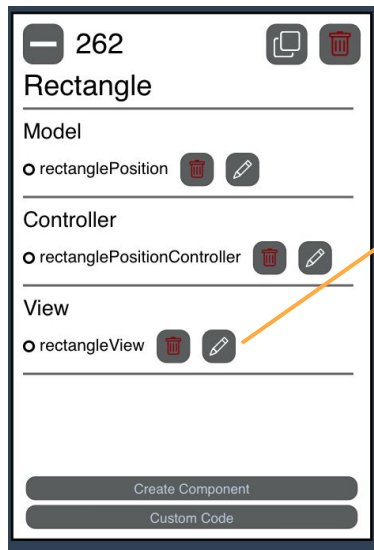 262
Rectangle
Model
rectanglePosition
Controller
rectanglePositionController
View
rectangleView
Create Component
Custom Code